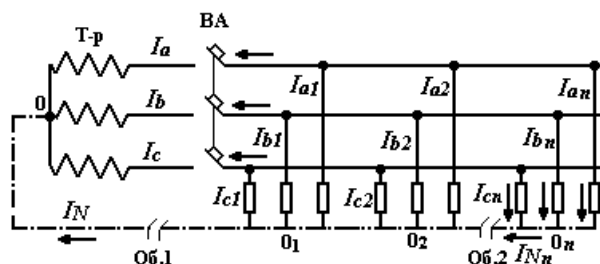 Т-р
ВА
Ia
Ib
Ic
0
Ia1
Ia2
Ian
Ib1
Ib2
Ibn
Ic1
Ic2
Icn
IN
Об.1
01
02
Об.2
INn
0n